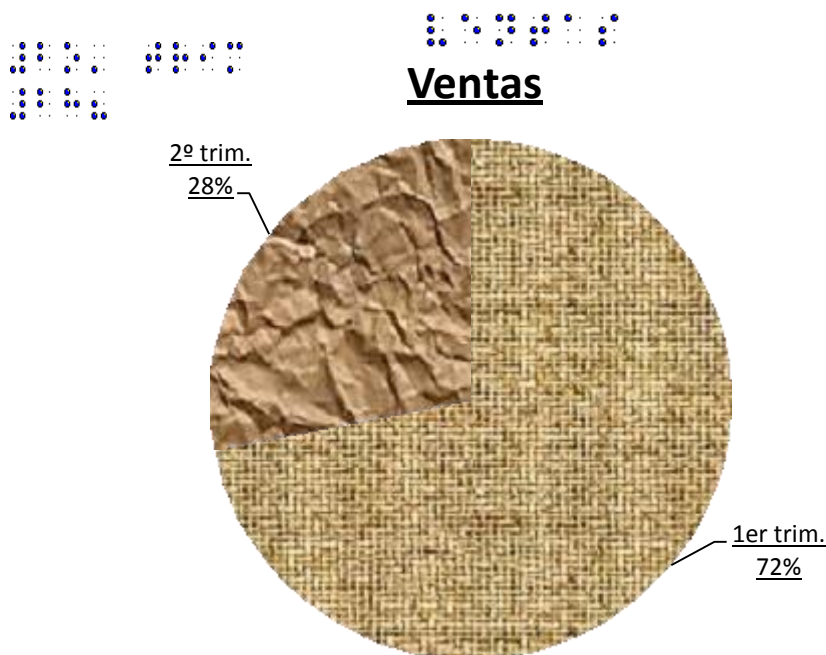 ⠧⠑⠝⠞⠁⠎
⠞⠗⠊⠍
⠼⠃⠓⠤
Ventas
2º trim.
28%
1er trim.
72%